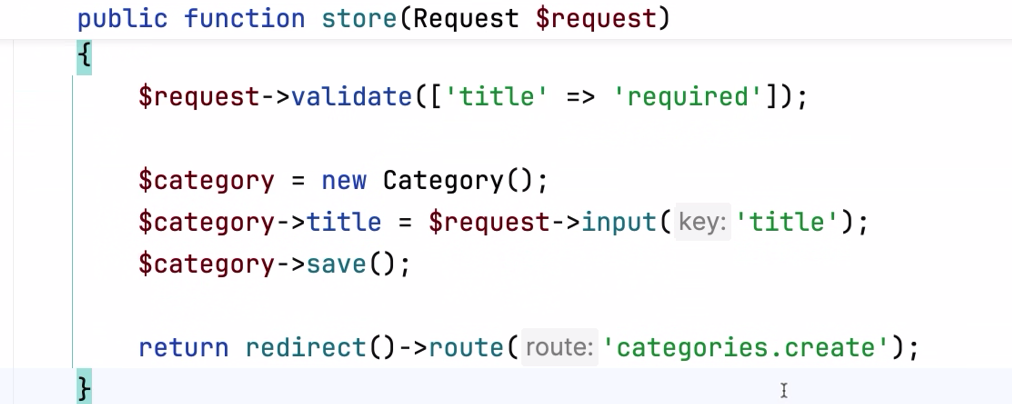 public function store(Request $request)
{
$request->validate(['title' => 'required']);
$category = new Category();
$category->title = $request->input( key: 'title');
$category->save();
return redirect()->route( route: 'categories.create');
}